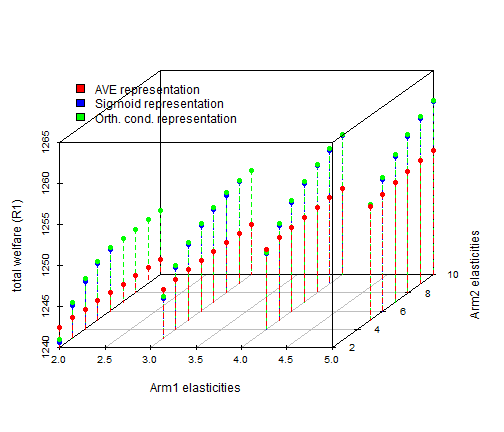 AVE representation
Sigmoid representation
Orth. cond. representation
total welfare (R1)
1265
1260
1255
1250
1245
1240
2.0 2.5 3.0 3.5 4.0 4.5 5.0
Arm1 elasticities
2 4 6 8 10
Arm2 elasticities